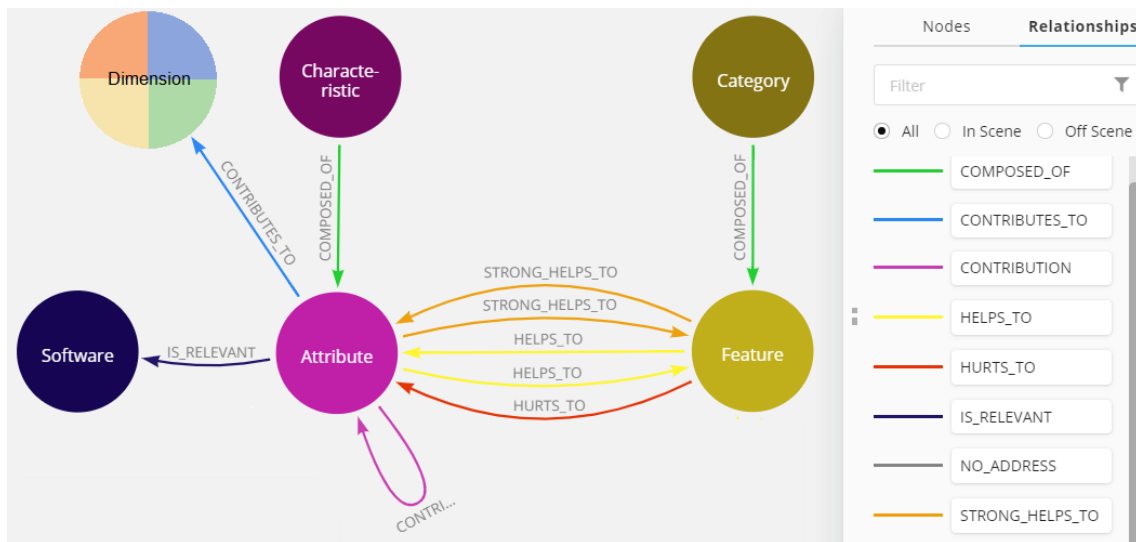 Dimension
Characte-
ristic
Category
CONTRIBUTES_TO
COMPOSED_OF
COMPOSED_OF
STRONG_HELPS_TO
STRONG_HELPS_TO
HELPS_TO
HELPS_TO
HURTS_TO
Software
IS_RELEVANT
Attribute
Feature
CONTRI...
Nodes
Relationships
Filter
All
In Scene
Off Scene
COMPOSED_OF
CONTRIBUTES_TO
CONTRIBUTION
HELPS_TO
HURTS_TO
IS_RELEVANT
NO_ADDRESS
STRONG_HELPS_TO